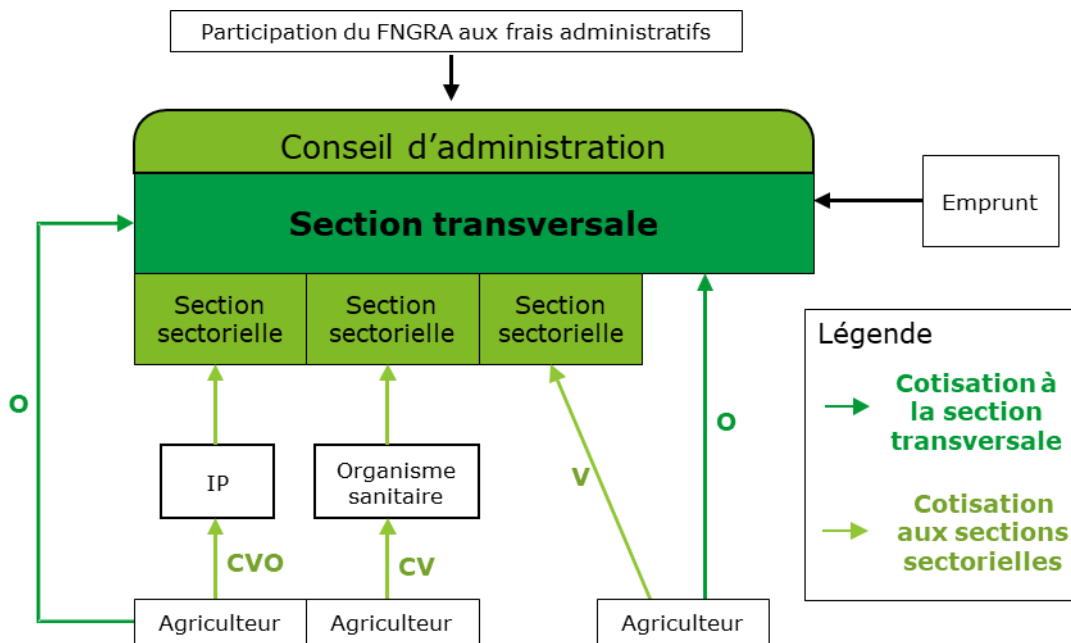 Participation du FNGRA aux frais administratifs
Conseil d’administration
Section transversale
Emprunt
Section
sectorielle
Section
sectorielle
Section
sectorielle
O
IP
Organisme
sanitaire
V
O
CVO
CV
Agriculteur
Agriculteur
Agriculteur
Légende
Cotisation à
la section
transversale
Cotisation
aux sections
sectorielles